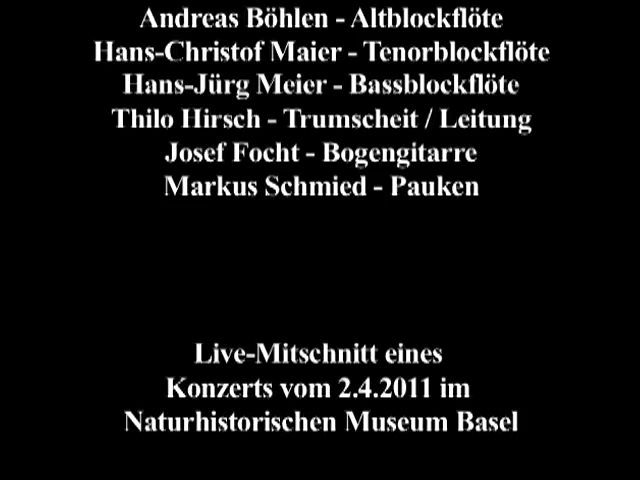 Andreas Böhlen - Altblockflöte
Hans-Christof Maier - Tenorblockflöte
Hans-Jürg Meier - Bassblockflöte
Thilo Hirsch - Trumscheit / Leitung
Josef Focht - Bogengitarre
Markus Schmied - Pauken
Live-Mitschnitt eines
Konzerts vom 2.4.2011 im
Naturhistorischen Museum Basel